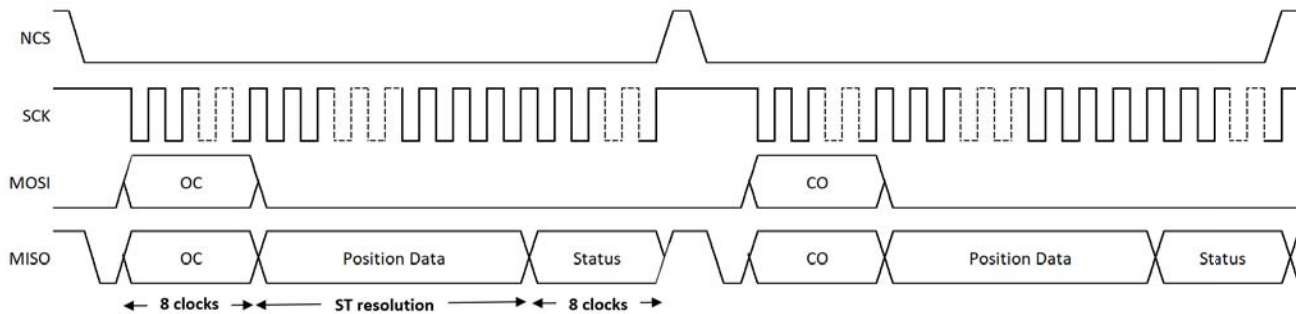 NCS
SCK
MOSI OC CO
MISO OC Position Data Status CO Position Data Status
8 clocks ST resolution 8 clocks